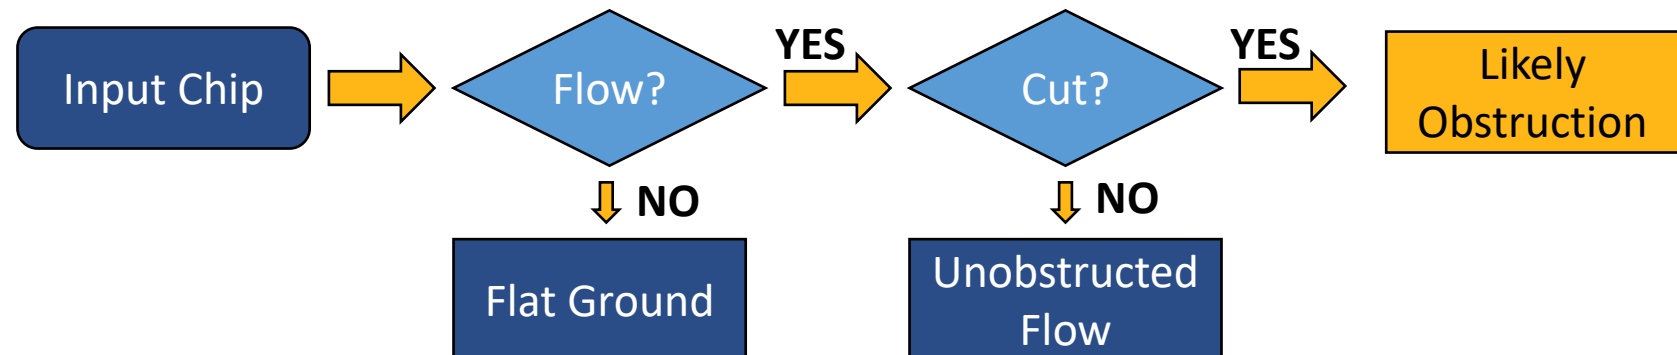 Input Chip
Flow?
YES
Cut?
YES
Likely
Obstruction
NO
Flat Ground
NO
Unobstructed
Flow